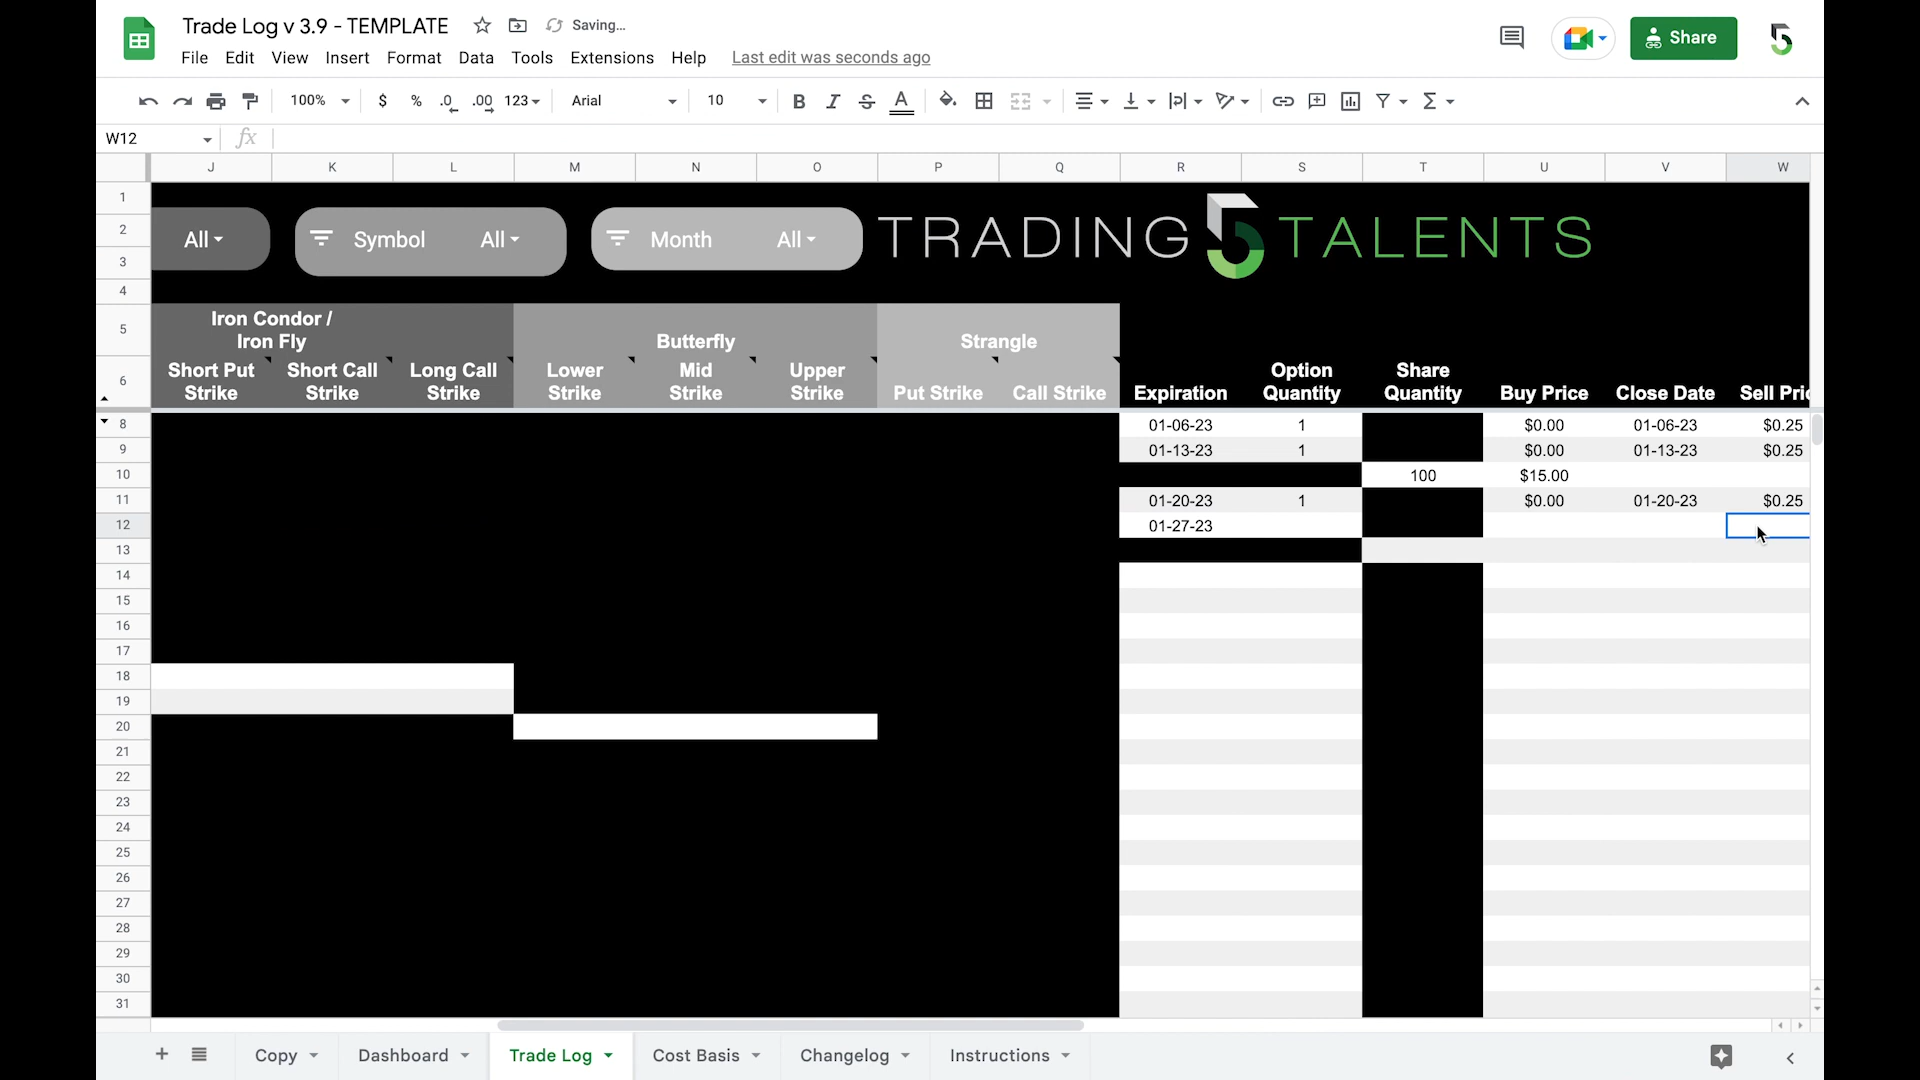 Trade Log v 3.9 - TEMPLATE Saving…
File Edit View Insert Format Data Tools Extensions Help Last edit was seconds ago
Share
100% $ % .0 .00 123 Arial 10 B I S A
W12 fx
J K L M N O P Q R S T U V W
1
2
3
4
5
6
All Symbol All Month All TRADING 5 TALENTS
Iron Condor /
Iron Fly
Butterfly
Strangle
Short Put Strike
Short Call Strike
Long Call Strike
Lower Strike
Mid Strike
Upper Strike
Put Strike
Call Strike
Expiration
Option Quantity
Share Quantity
Buy Price
Close Date
Sell Pric
8 01-06-23 1 $0.00 01-06-23 $0.25
9 01-13-23 1 $0.00 01-13-23 $0.25
10 100 $15.00
11 01-20-23 1 $0.00 01-20-23 $0.25
12 01-27-23
13
14
15
16
17
18
19
20
21
22
23
24
25
26
27
28
29
30
31
Copy Dashboard Trade Log Cost Basis Changelog Instructions